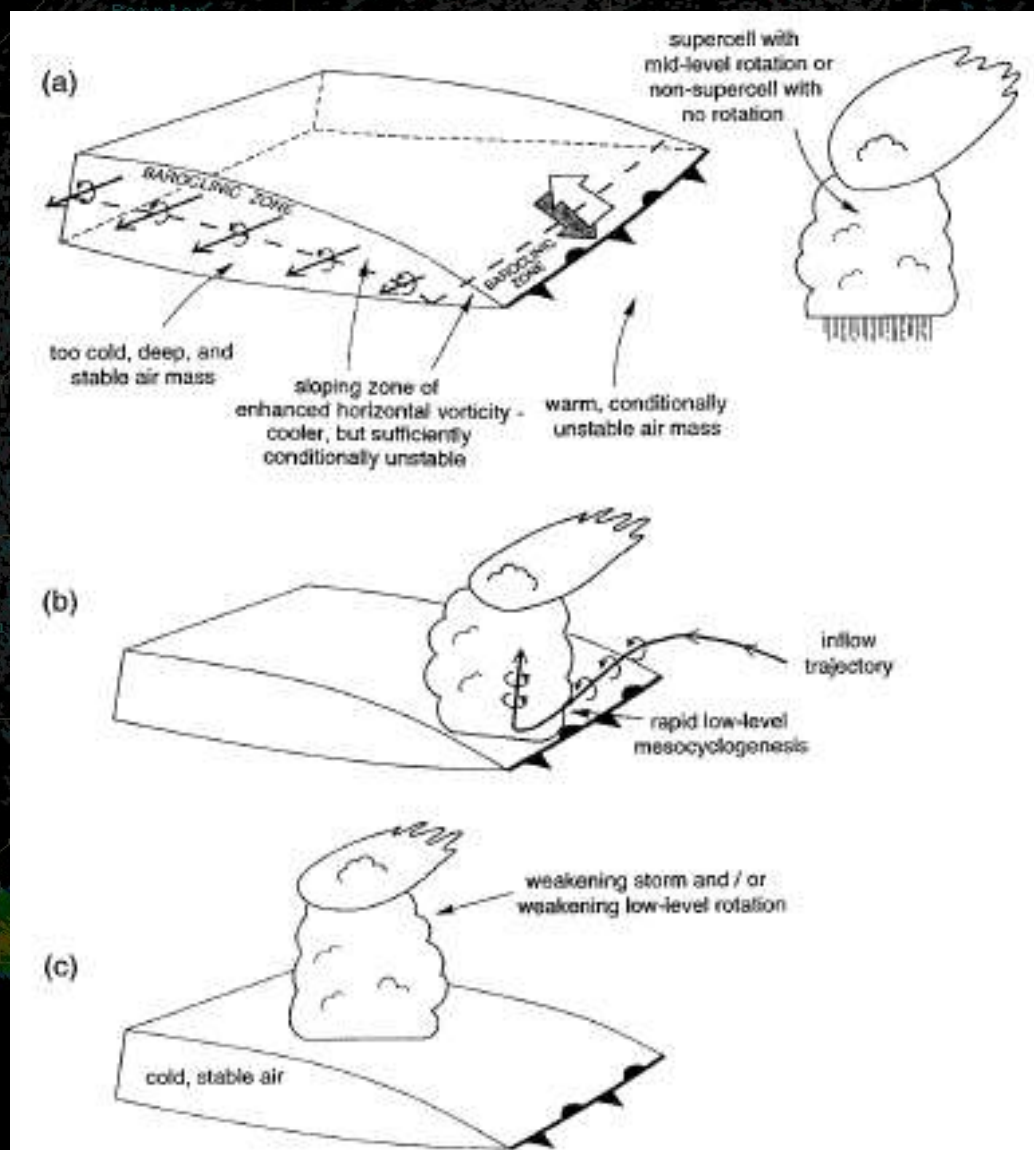 (a)
supercell with
mid-level rotation or
non-supercell with
no rotation
BAROCLINIC ZONE
BAROCLINIC
ZONE
too cold, deep, and
stable air mass
sloping zone of
enhanced horizontal vorticity -
cooler, but sufficiently
conditionally unstable
warm, conditionally
unstable air mass
(b)
inflow
trajectory
rapid low-level
mesocyclogenesis
(c)
weakening storm and / or
weakening low-level rotation
cold, stable air